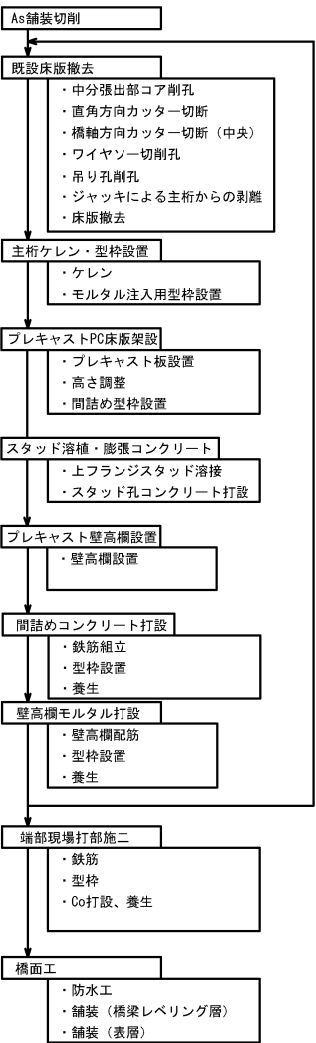 As舗装切削
既設床版撤去
・中分張出部コア削孔
・直角方向カッター切断
・橋軸方向カッター切断（中央）
・ワイヤソー切削孔
・吊り孔削孔
・ジャッキによる主桁からの剥離
・床版撤去
主桁ケレン・型枠設置
・ケレン
・モルタル注入用型枠設置
プレキャストPC床版架設
・プレキャスト板設置
・高さ調整
・間詰め型枠設置
スタッド溶植・膨張コンクリート
・上フランジスタッド溶接
・スタッド孔コンクリート打設
プレキャスト壁高欄設置
・壁高欄設置
間詰めコンクリート打設
・鉄筋組立
・型枠設置
・養生
壁高欄モルタル打設
・壁高欄配筋
・型枠設置
・養生
端部現場打部施ニ
・鉄筋
・型枠
・Co打設、養生
橋面工
・防水工
・舗装（橋梁レベリング層）
・舗装（表層）